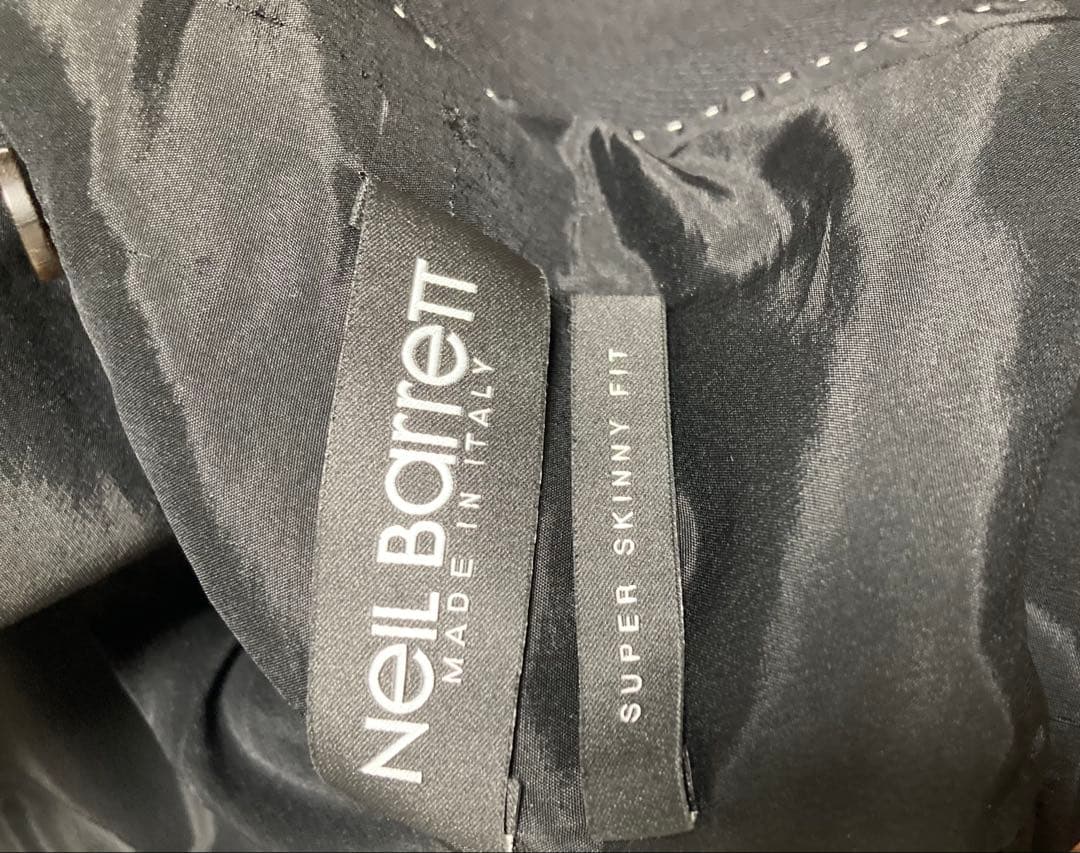 Neil Barrett
MADE IN ITALY
SUPER SKINNY FIT